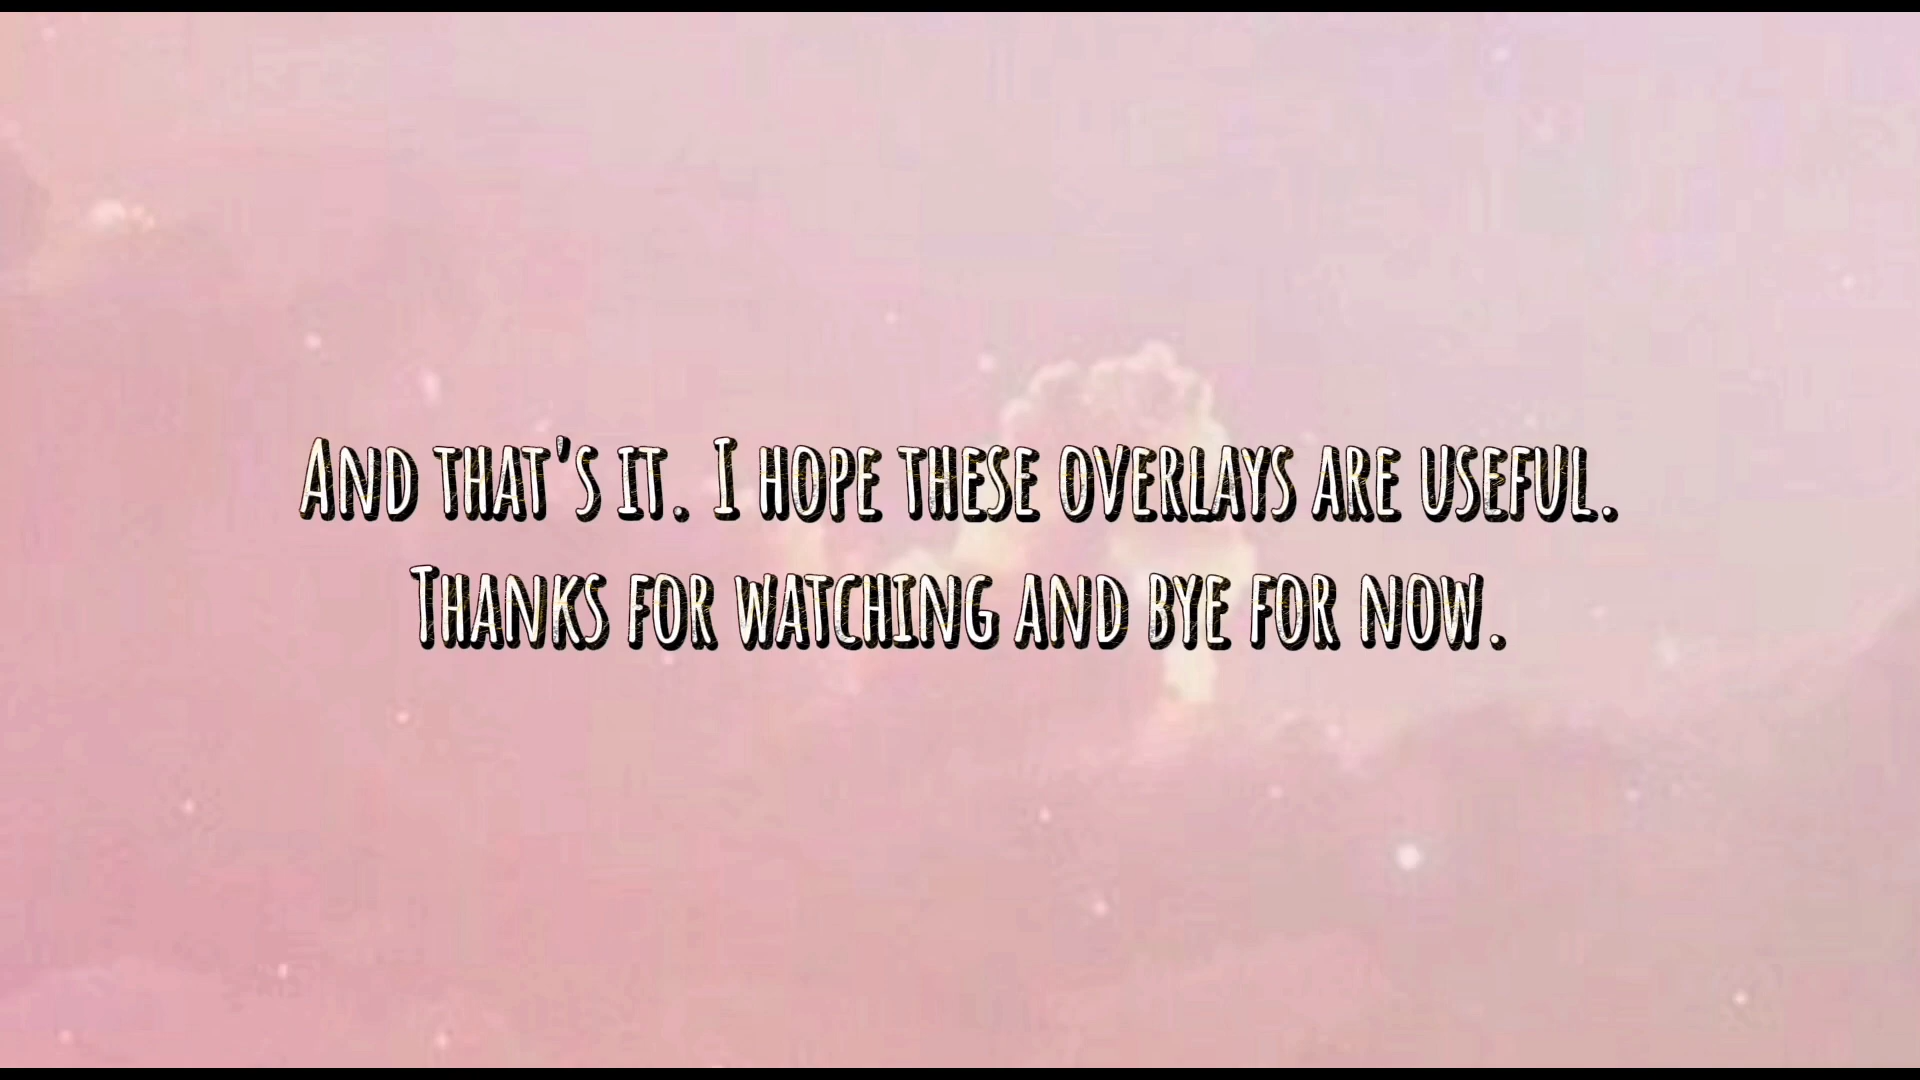 And that's it. I hope these overlays are useful.
Thanks for watching and bye for now.